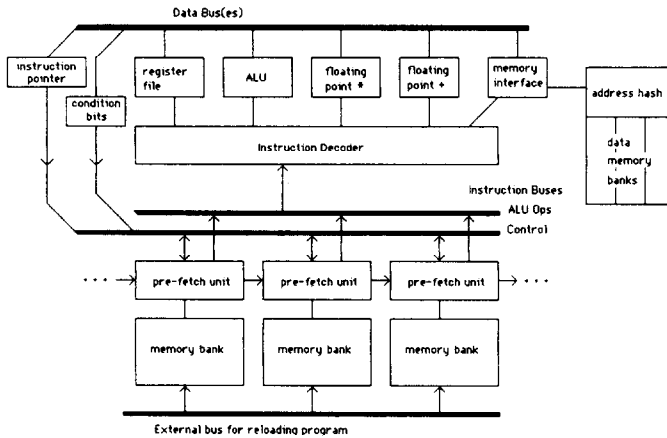 Data Bus(es)
instruction
pointer
condition
bits
register
file
ALU
floating
point *
floating
point +
memory
interface
address hash
data
memory
banks
Instruction Decoder
Instruction Buses
ALU Ops
Control
pre-fetch unit
pre-fetch unit
pre-fetch unit
memory bank
memory bank
memory bank
External bus for reloading program